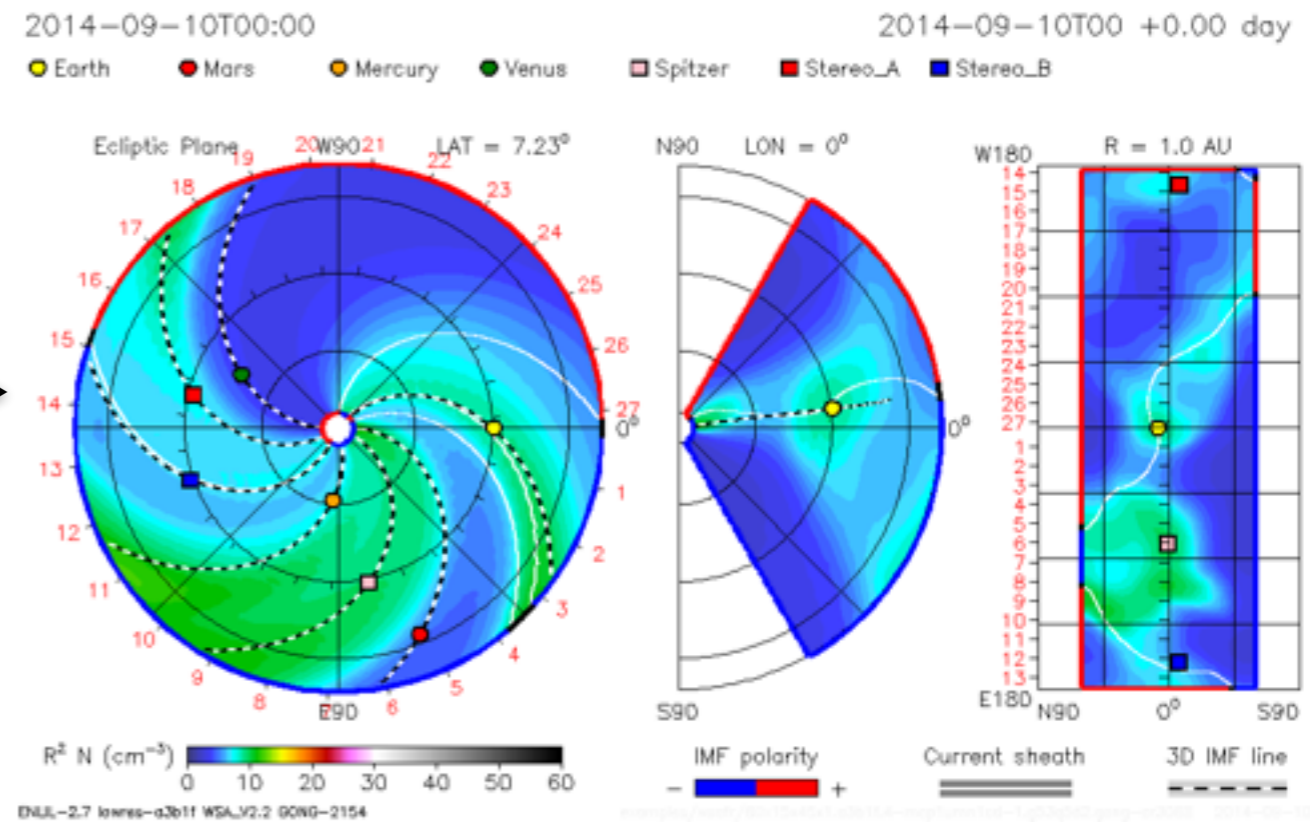 2014-09-10T00:00
2014-09-10T00 +0.00 day
Earth Mars Mercury Venus Spitzer Stereo_A Stereo_B
Ecliptic Plane W90 LAT = 7.23°
N90 LON = 0°
W180 R = 1.0 AU
20 21
19 22
18 23
17 24
16 25
15 26
14 27
0°
13 1
12 2
11 3
10 4
9 5
8 6
E90
S90
0°
14
15
16
17
18
19
20
21
22
23
24
25
26
27
1
2
3
4
5
6
7
8
9
10
11
12
13
E180
N90 0° S90
R² N (cm⁻³)
0 10 20 30 40 50 60
IMF polarity
- +
Current sheath
3D IMF line
ENLIL-2.7 lowres-a3b1f WSA_V2.2 GONG-2154